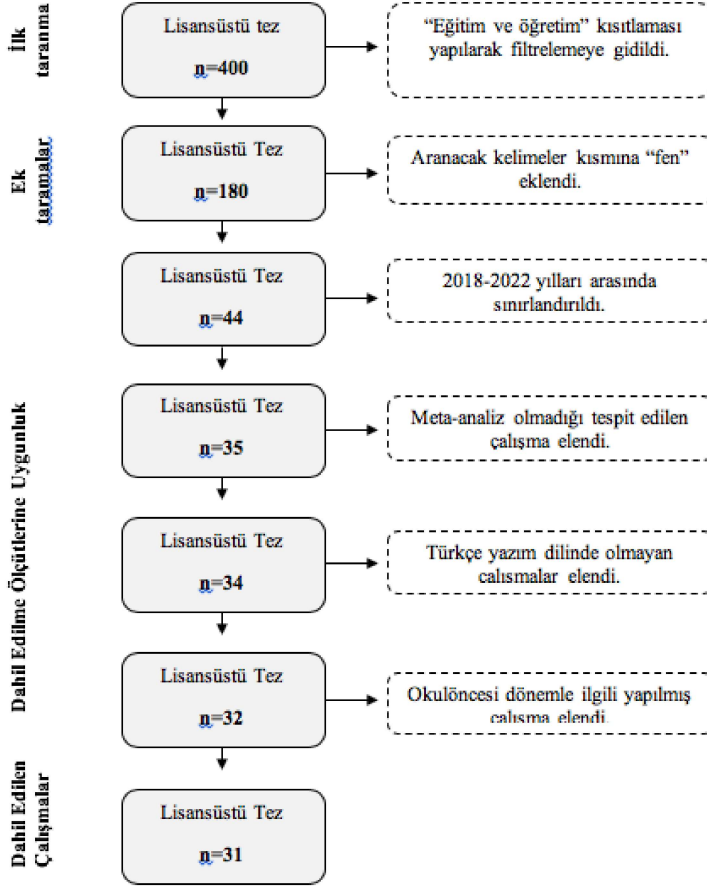 İlk
taranma
Lisansüstü tez
n=400
“Eğitim ve öğretim” kısıtlaması
yapılarak filtrelemeye gidildi.
Ek
taramalar
Lisansüstü Tez
n=180
Aranacak kelimeler kısmına “fen”
eklendi.
Lisansüstü Tez
n=44
2018-2022 yılları arasında
sınırlandırıldı.
Dahil Edilme Ölçütlerine Uygunluk
Lisansüstü Tez
n=35
Meta-analiz olmadığı tespit edilen
çalışma elendi.
Lisansüstü Tez
n=34
Türkçe yazım dilinde olmayan
calısmalar elendi.
Lisansüstü Tez
n=32
Okulöncesi dönemle ilgili yapılmış
calısma elendi.
Dahil Edilen
Çalışmalar
Lisansüstü Tez
n=31